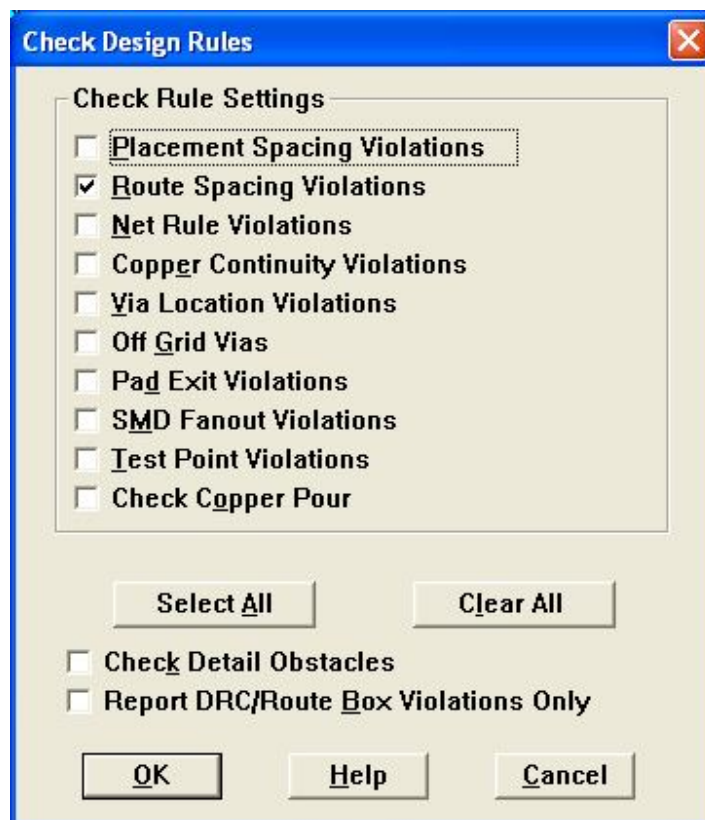 Check Design Rules
Check Rule Settings
Placement Spacing Violations
Route Spacing Violations
Net Rule Violations
Copper Continuity Violations
Via Location Violations
Off Grid Vias
Pad Exit Violations
SMD Fanout Violations
Test Point Violations
Check Copper Pour
Select All Clear All
Check Detail Obstacles
Report DRC/Route Box Violations Only
OK Help Cancel